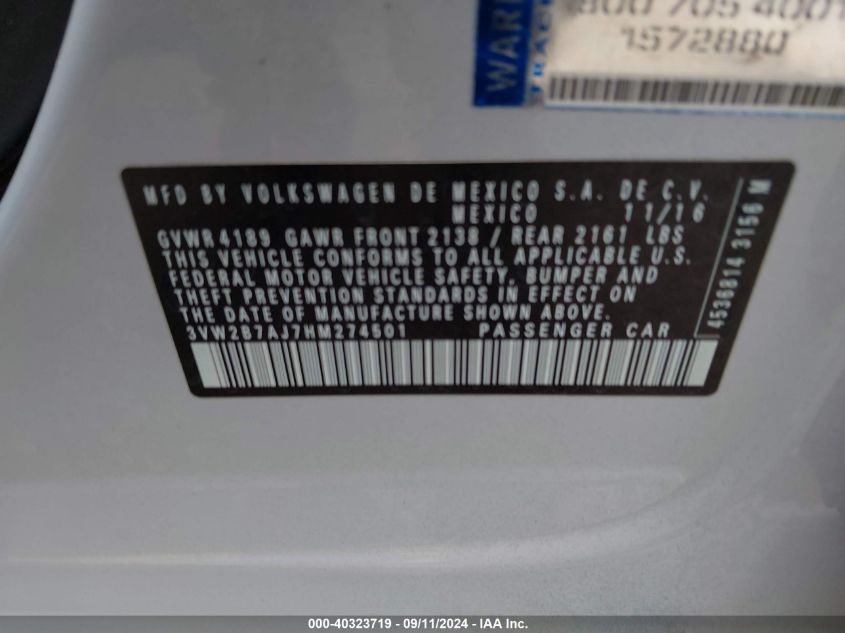 WAR
800 705 4001
1572880
MFD BY VOLKSWAGEN DE MEXICO S.A. DE C.V.
MEXICO 11/16
GVWR 4189 GAWR FRONT 2138 / REAR 2161 LBS
THIS VEHICLE CONFORMS TO ALL APPLICABLE U.S.
FEDERAL MOTOR VEHICLE SAFETY, BUMPER AND
THEFT PREVENTION STANDARDS IN EFFECT ON
THE DATE OF MANUFACTURE SHOWN ABOVE.
3VW2B7AJ7HM274501 PASSENGER CAR
4536814 3156 M
000-40323719 - 09/11/2024 - IAA Inc.